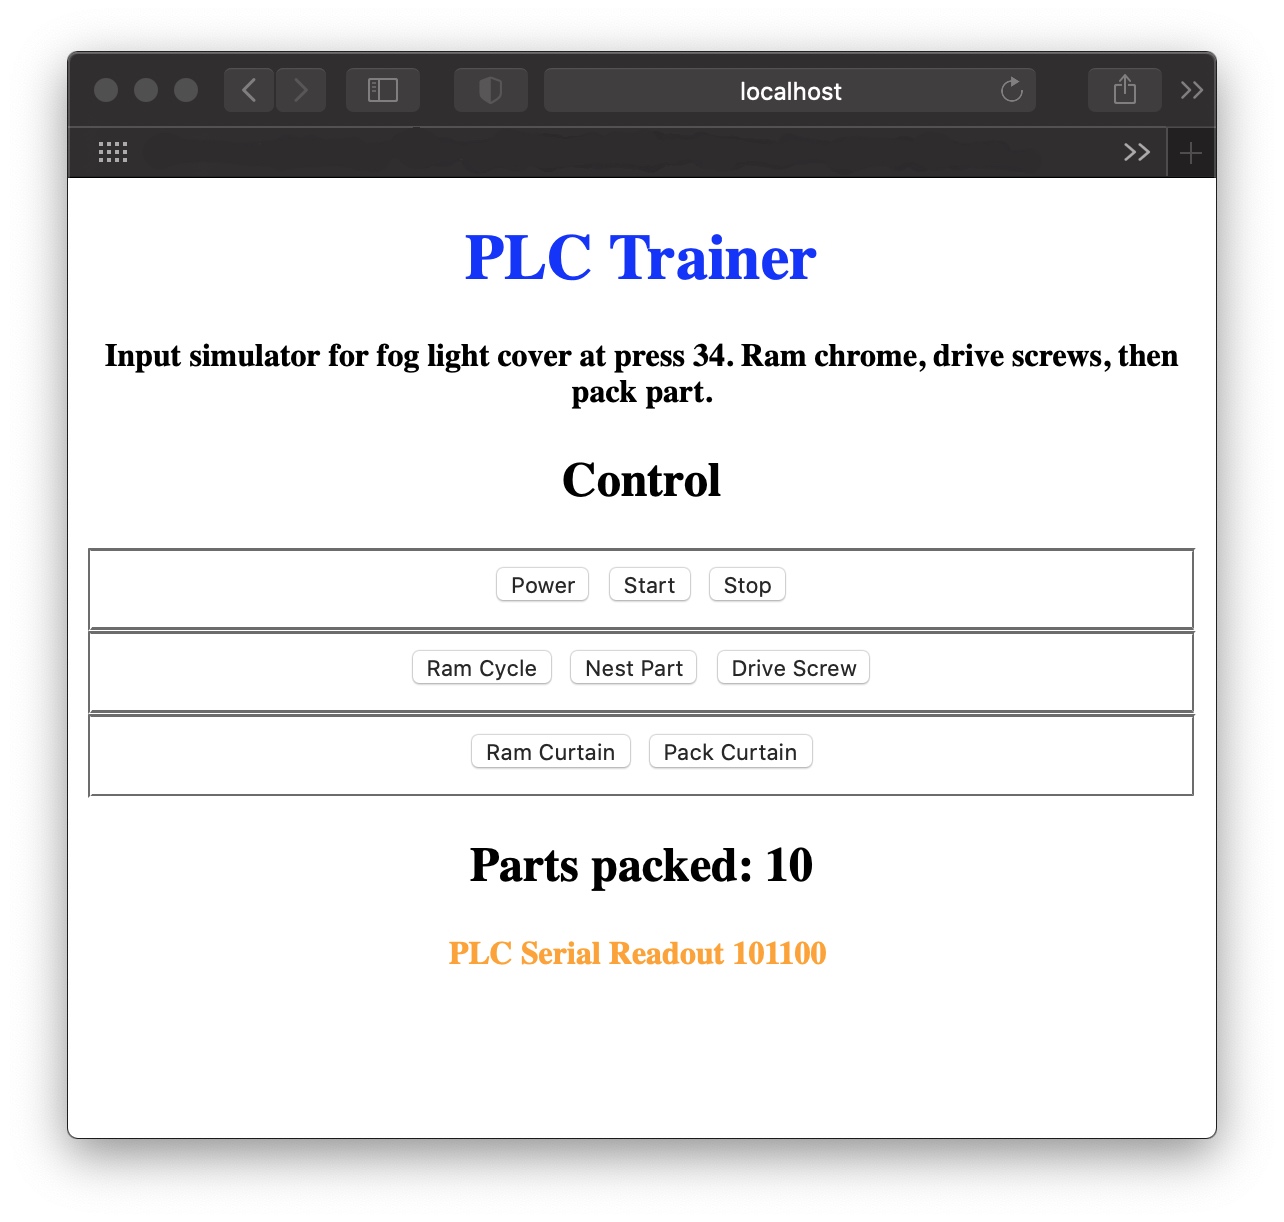 localhost
PLC Trainer
Input simulator for fog light cover at press 34. Ram chrome, drive screws, then
pack part.
Control
Power Start Stop
Ram Cycle Nest Part Drive Screw
Ram Curtain Pack Curtain
Parts packed: 10
PLC Serial Readout 101100